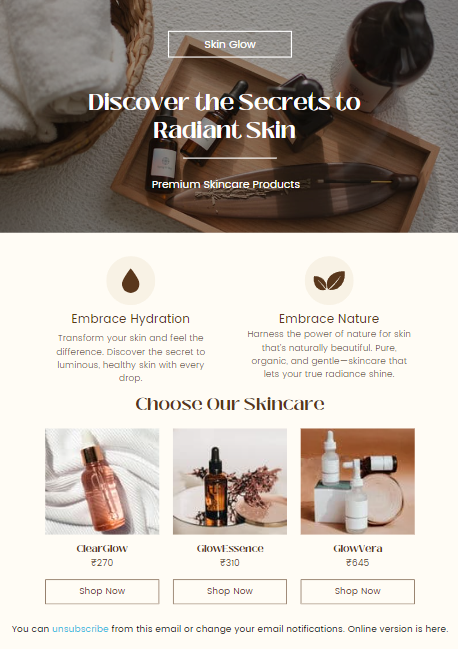 Skin Glow
Discover the Secrets to
Radiant Skin
Premium Skincare Products
Embrace Hydration
Transform your skin and feel the
difference. Discover the secret to
luminous, healthy skin with every
drop.
Embrace Nature
Harness the power of nature for skin
that's naturally beautiful. Pure,
organic, and gentle—skincare that
lets your true radiance shine.
Choose Our Skincare
ClearGlow
₹270
Shop Now
GlowEssence
₹310
Shop Now
GlowVera
₹645
Shop Now
You can unsubscribe from this email or change your email notifications. Online version is here.